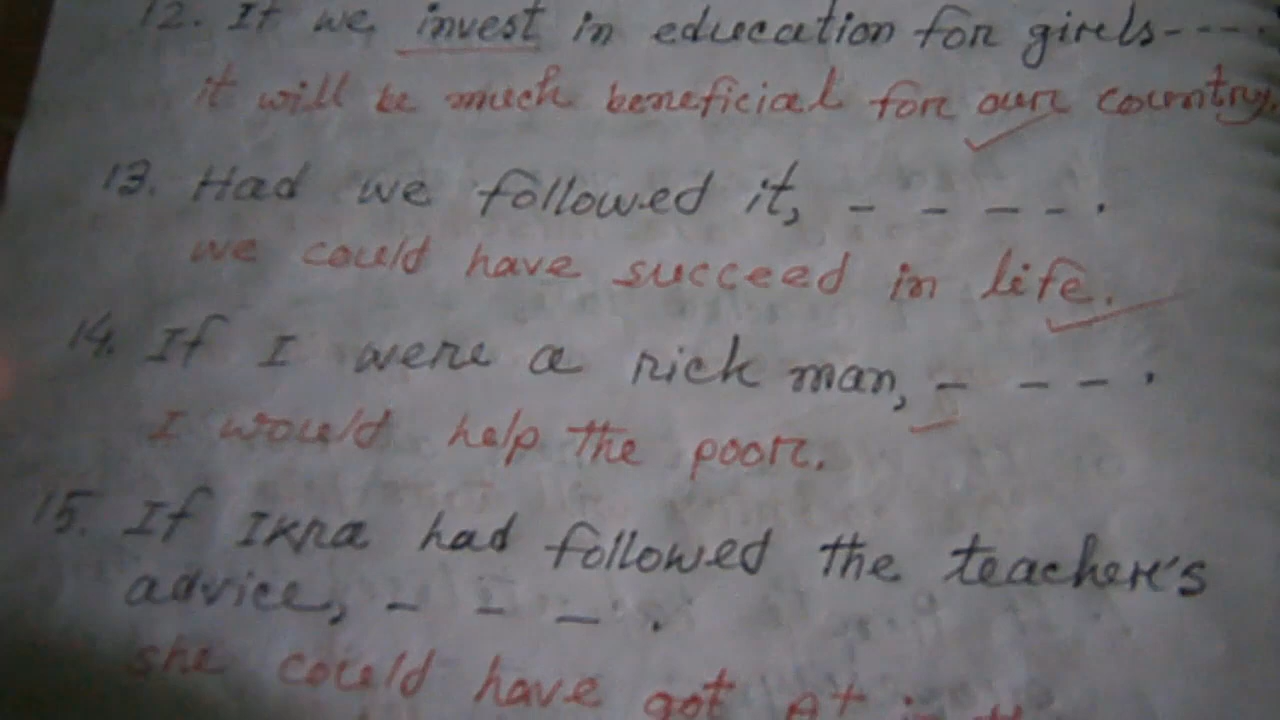 12. If we invest in education for girls----.
it will be much beneficial for our country.
13. Had we followed it, - - - - .
we could have succeed in life.
14. If I were a rich man, - - - - .
I would help the poor.
15. If Ikra had followed the teacher's
advice, - - - .
she could have got A+ in